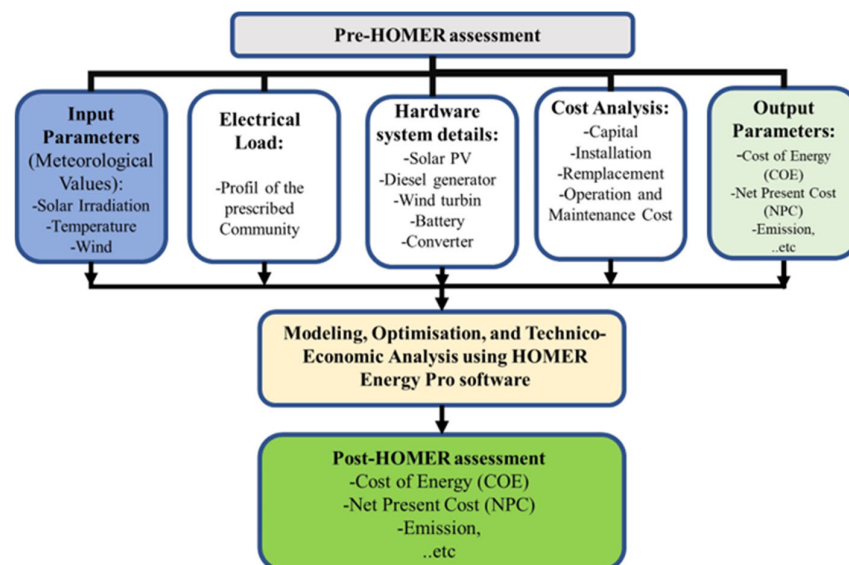 Pre-HOMER assessment
Input
Parameters
(Meteorological
Values):
-Solar Irradiation
-Temperature
-Wind
Electrical
Load:
-Profil of the
prescribed
Community
Hardware
system details:
-Solar PV
-Diesel generator
-Wind turbin
-Battery
-Converter
Cost Analysis:
-Capital
-Installation
-Remplacement
-Operation and
Maintenance Cost
Output
Parameters:
-Cost of Energy
(COE)
-Net Present Cost
(NPC)
-Emission,
..etc
Modeling, Optimisation, and Technico-
Economic Analysis using HOMER
Energy Pro software
Post-HOMER assessment
-Cost of Energy (COE)
-Net Present Cost (NPC)
-Emission,
..etc